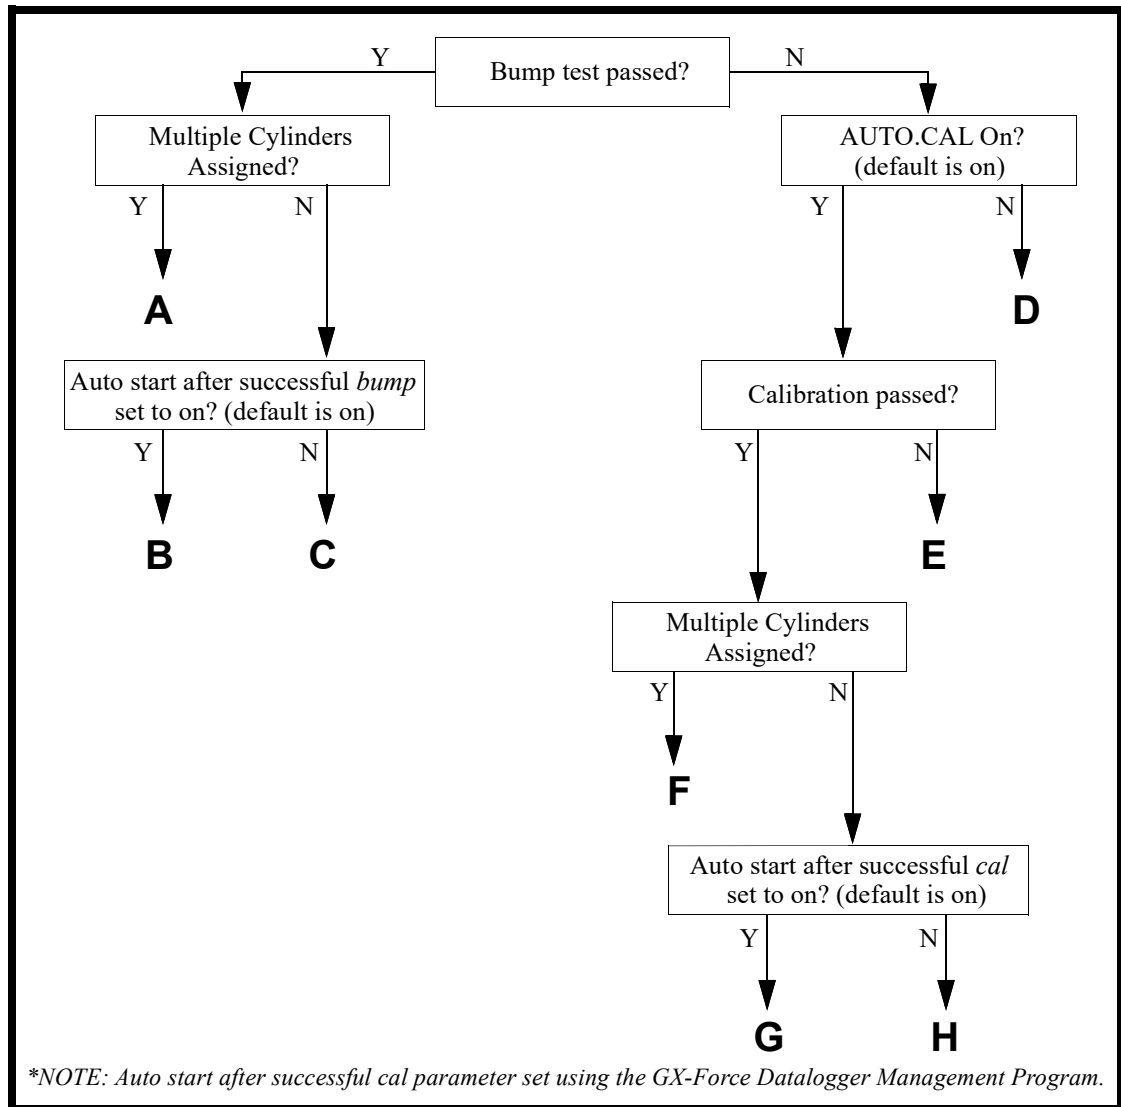 Y
Bump test passed?
N
Multiple Cylinders
Assigned?
AUTO.CAL On?
(default is on)
Y
N
Y
N
A
D
Auto start after successful bump
set to on? (default is on)
Calibration passed?
Y
N
Y
N
B
C
E
Multiple Cylinders
Assigned?
Y
N
F
Auto start after successful cal
set to on? (default is on)
Y
N
G
H
*NOTE: Auto start after successful cal parameter set using the GX-Force Datalogger Management Program.